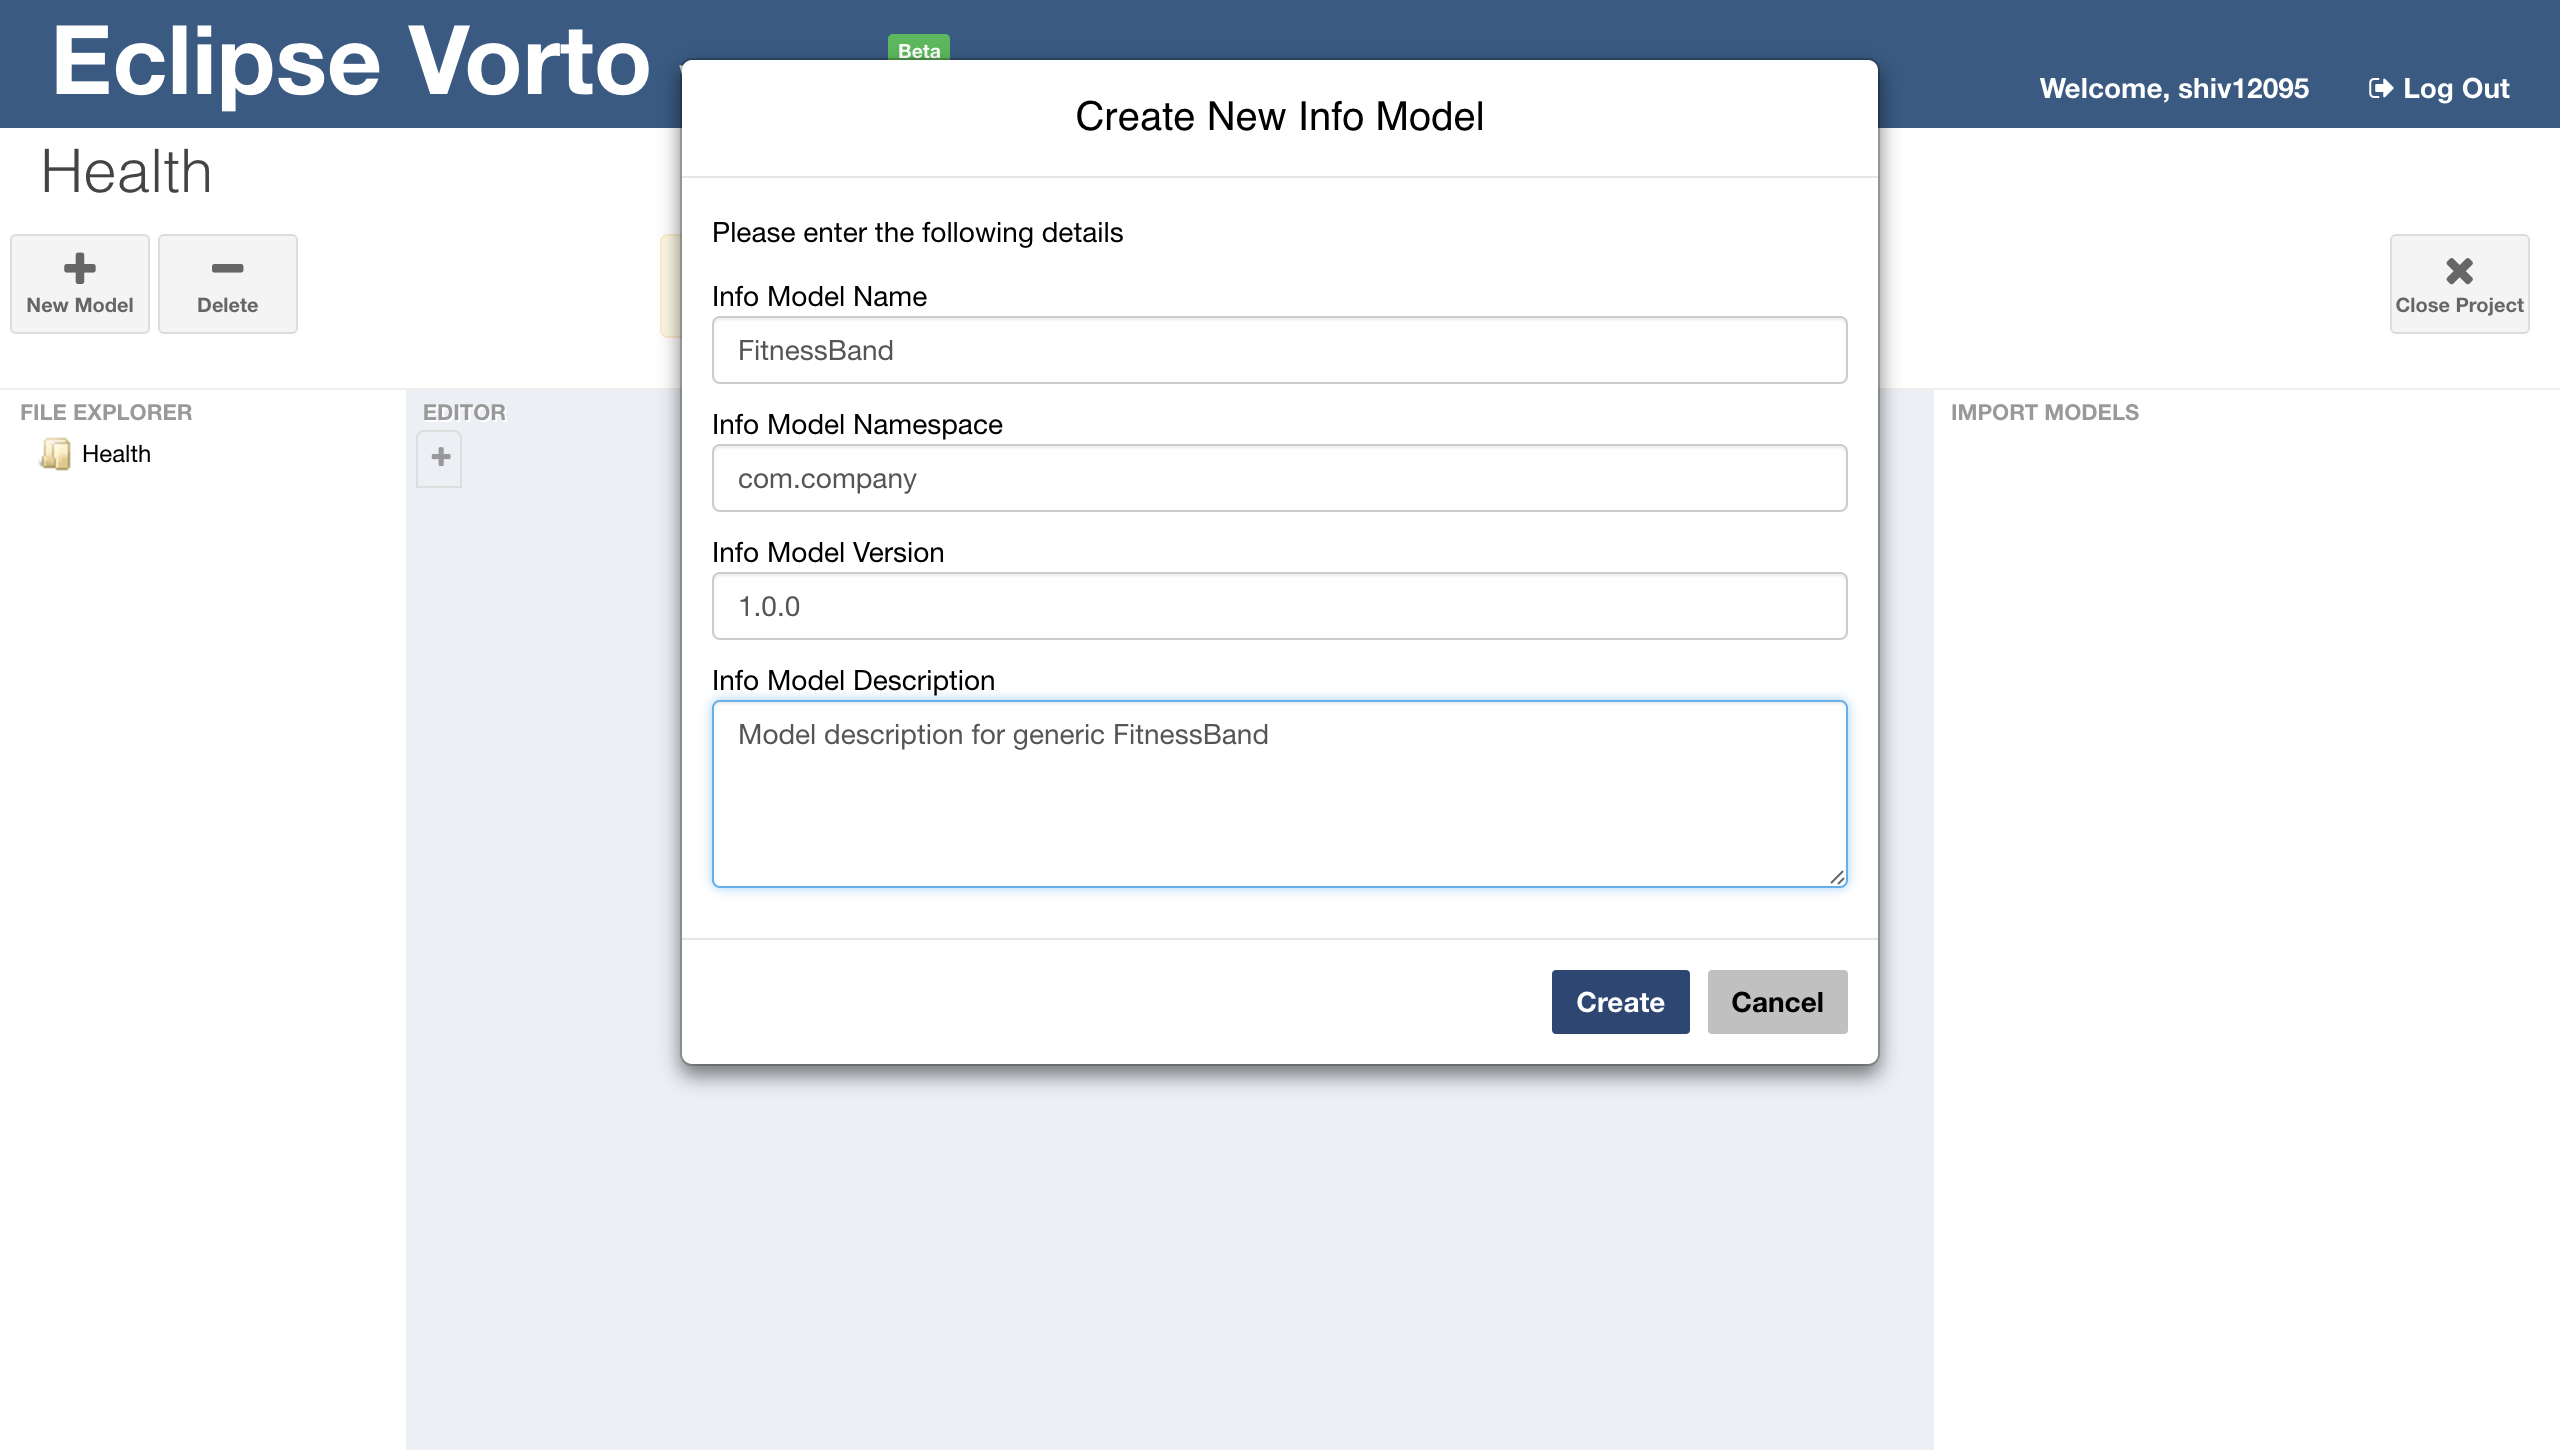 Eclipse Vorto
Beta
Welcome, shiv12095
Log Out
Health
New Model
Delete
Close Project
FILE EXPLORER
Health
EDITOR
IMPORT MODELS
Create New Info Model
Please enter the following details
Info Model Name
FitnessBand
Info Model Namespace
com.company
Info Model Version
1.0.0
Info Model Description
Model description for generic FitnessBand
Create
Cancel